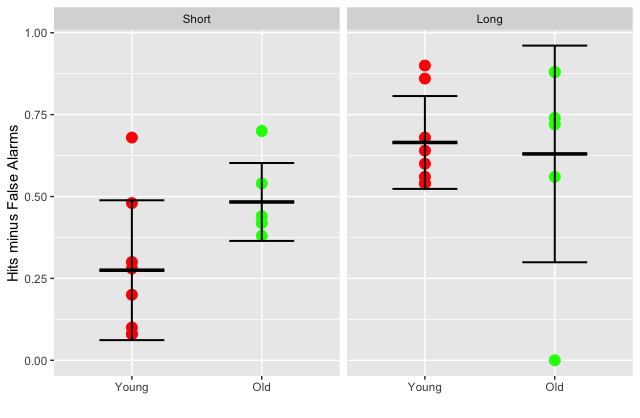 Short
Long
Hits minus False Alarms
1.00
0.75
0.50
0.25
0.00
Young
Old
Young
Old